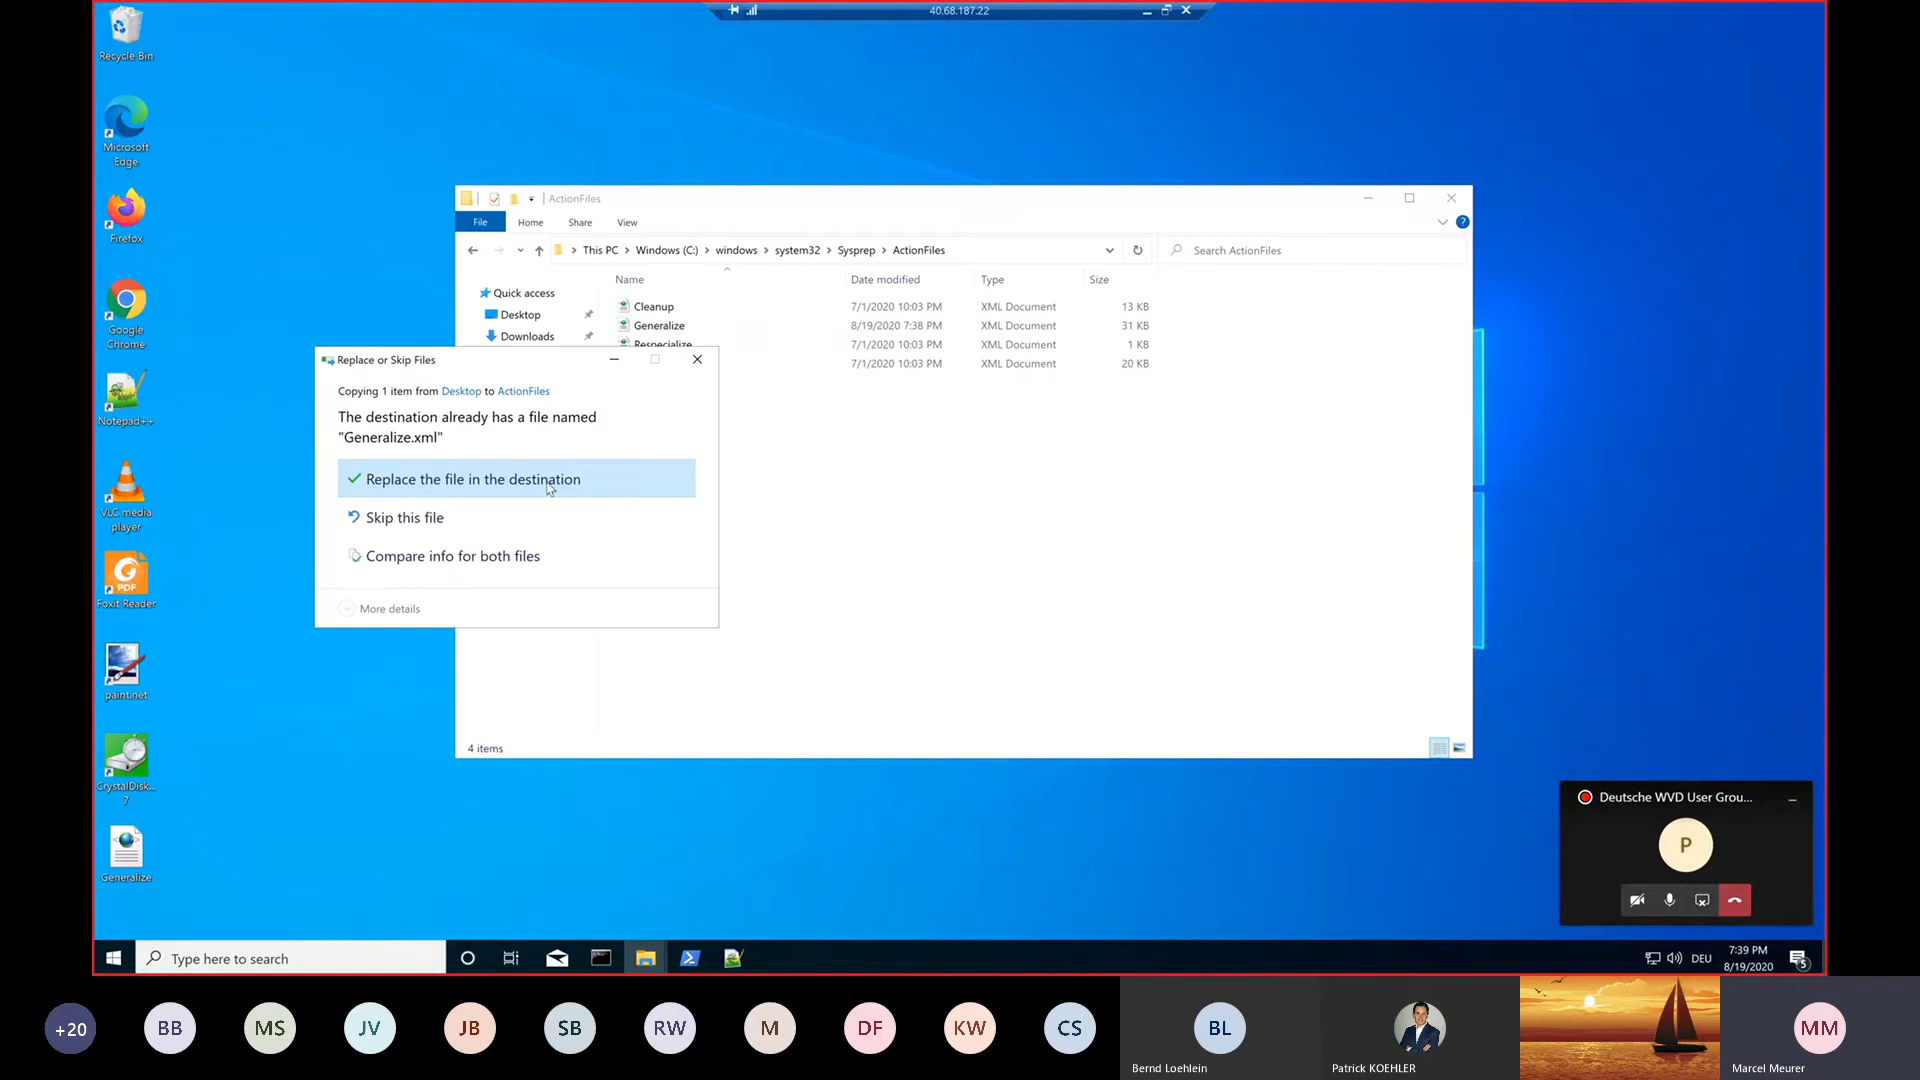 40.68.187.22
Recycle Bin
Microsoft
Edge
Firefox
Google
Chrome
Notepad++
VLC media
player
Foxit Reader
paint.net
CrystalDisk...
7
Generalize
ActionFiles
File
Home
Share
View
This PC
Windows (C:)
windows
system32
Sysprep
ActionFiles
Search ActionFiles
Name
Date modified
Type
Size
Quick access
Desktop
Downloads
Cleanup
7/1/2020 10:03 PM
XML Document
13 KB
Generalize
8/19/2020 7:38 PM
XML Document
31 KB
Respecialize
7/1/2020 10:03 PM
XML Document
1 KB
7/1/2020 10:03 PM
XML Document
20 KB
4 items
Replace or Skip Files
Copying 1 item from Desktop to ActionFiles
The destination already has a file named
"Generalize.xml"
Replace the file in the destination
Skip this file
Compare info for both files
More details
Deutsche WVD User Grou...
P
Type here to search
DEU
7:39 PM
8/19/2020
5
+20
BB
MS
JV
JB
SB
RW
M
DF
KW
CS
BL
Bernd Loehlein
Patrick KOEHLER
MM
Marcel Meurer